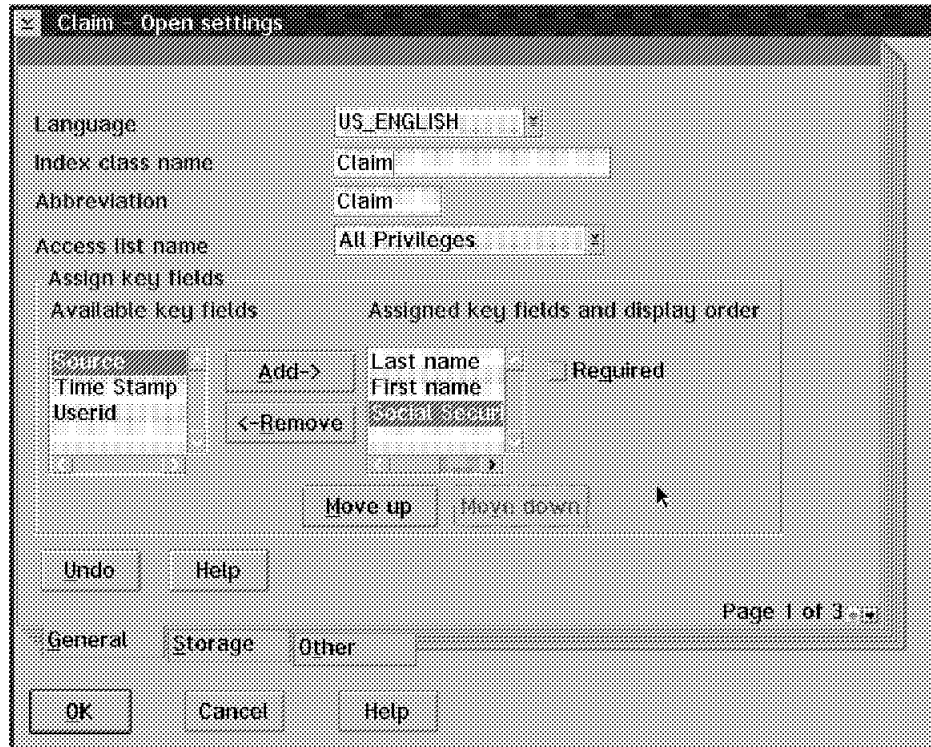 Claim - Open settings
Language US_ENGLISH
Index class name Claim
Abbreviation Claim
Access list name All Privileges
Assign key fields
Available key fields Assigned key fields and display order
Source Add-> Last name Required
Time Stamp First name
Userid <-Remove Social Securi
Move up Move down
Undo Help
Page 1 of 3
General Storage Other
OK Cancel Help